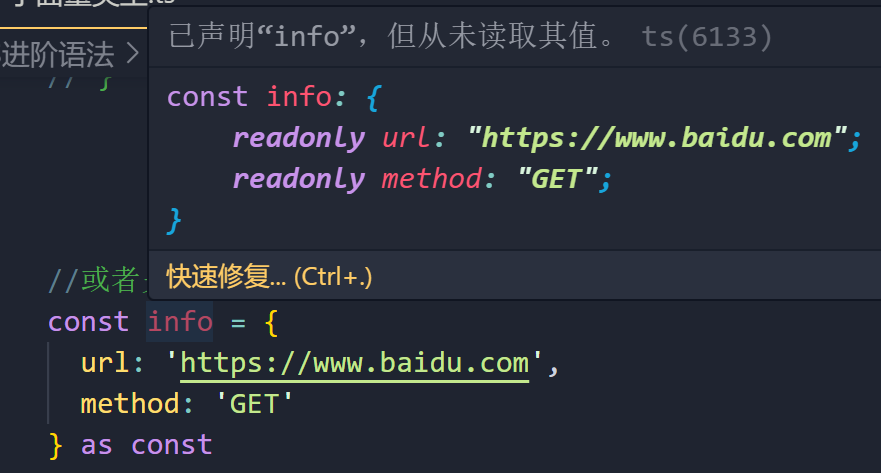 已声明“info”，但从未读取其值。 ts(6133)
进阶语法 >
// }
const info: {
readonly url: "https://www.baidu.com";
readonly method: "GET";
}
快速修复... (Ctrl+.)
//或者
const info = {
url: 'https://www.baidu.com',
method: 'GET'
} as const